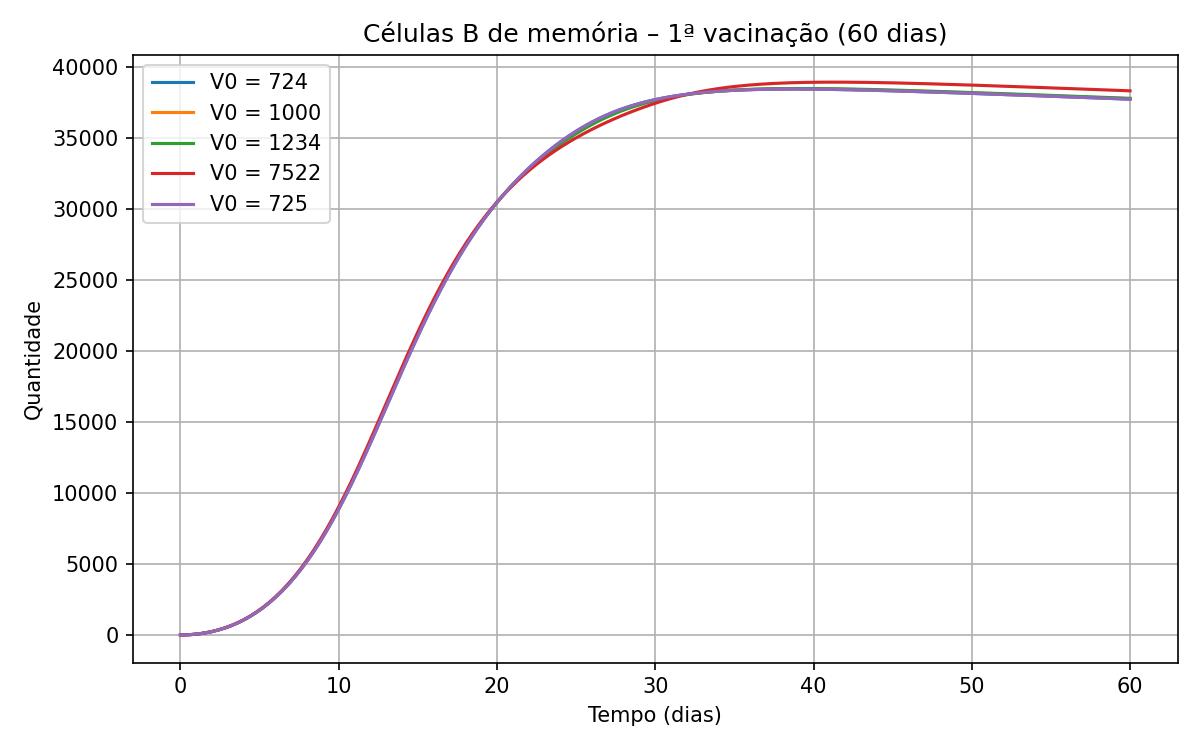 Células B de memória – 1ª vacinação (60 dias)
40000
35000
30000
25000
20000
15000
10000
5000
0
Quantidade
V0 = 724
V0 = 1000
V0 = 1234
V0 = 7522
V0 = 725
0 10 20 30 40 50 60
Tempo (dias)